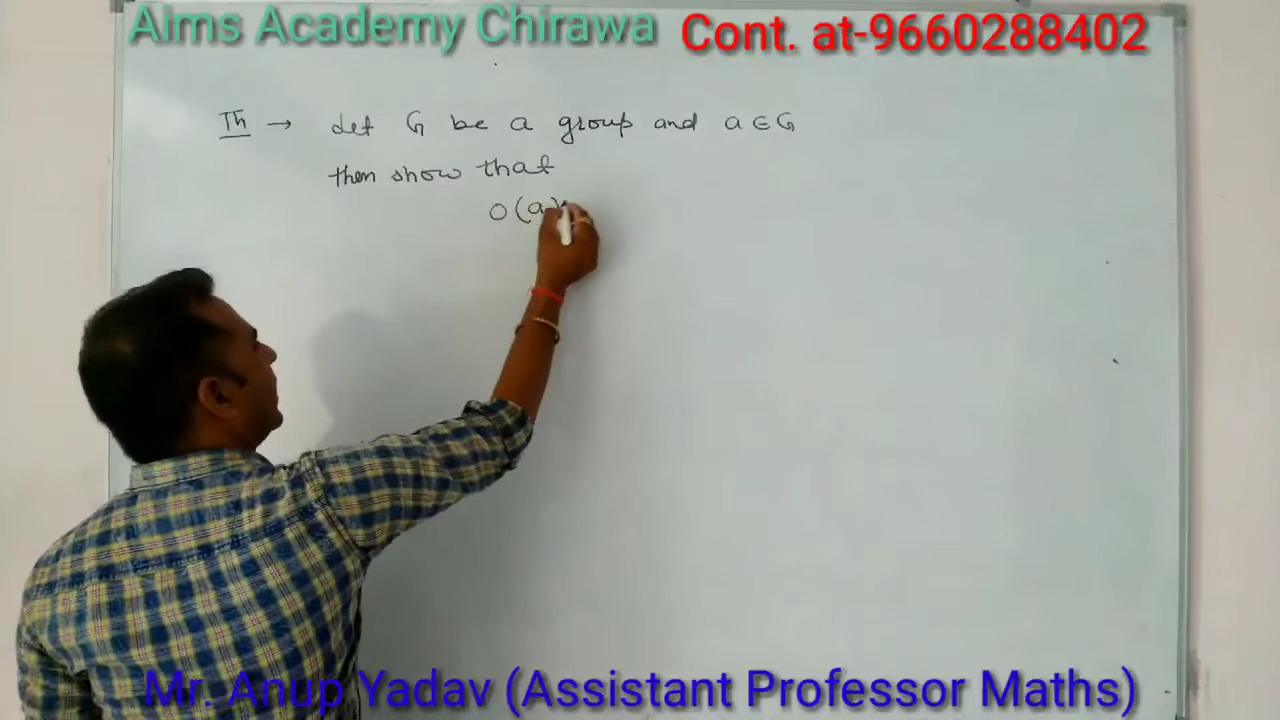 Aims Academy Chirawa Cont. at-9660288402
Th → Let G be a group and a ∈ G
then show that
O(a)
Mr. Anup Yadav (Assistant Professor Maths)